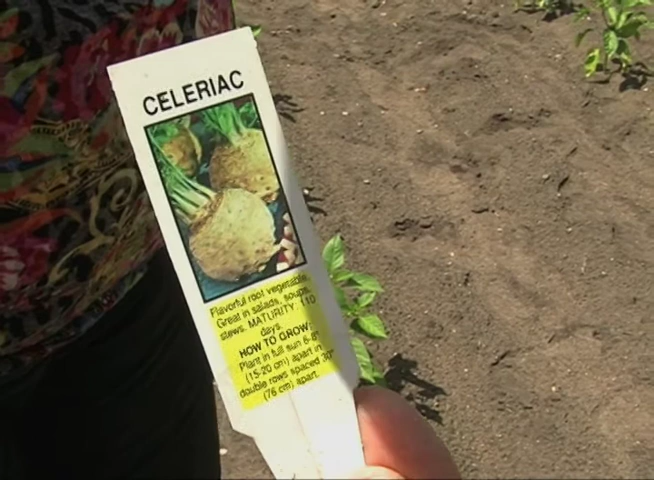 CELERIAC
Flavorful root vegetable.
Great in salads, soups,
stews. MATURITY: 110
days.
HOW TO GROW:
Plant in full sun 6-8"
(15-20 cm) apart in
double rows spaced 30"
(76 cm) apart.